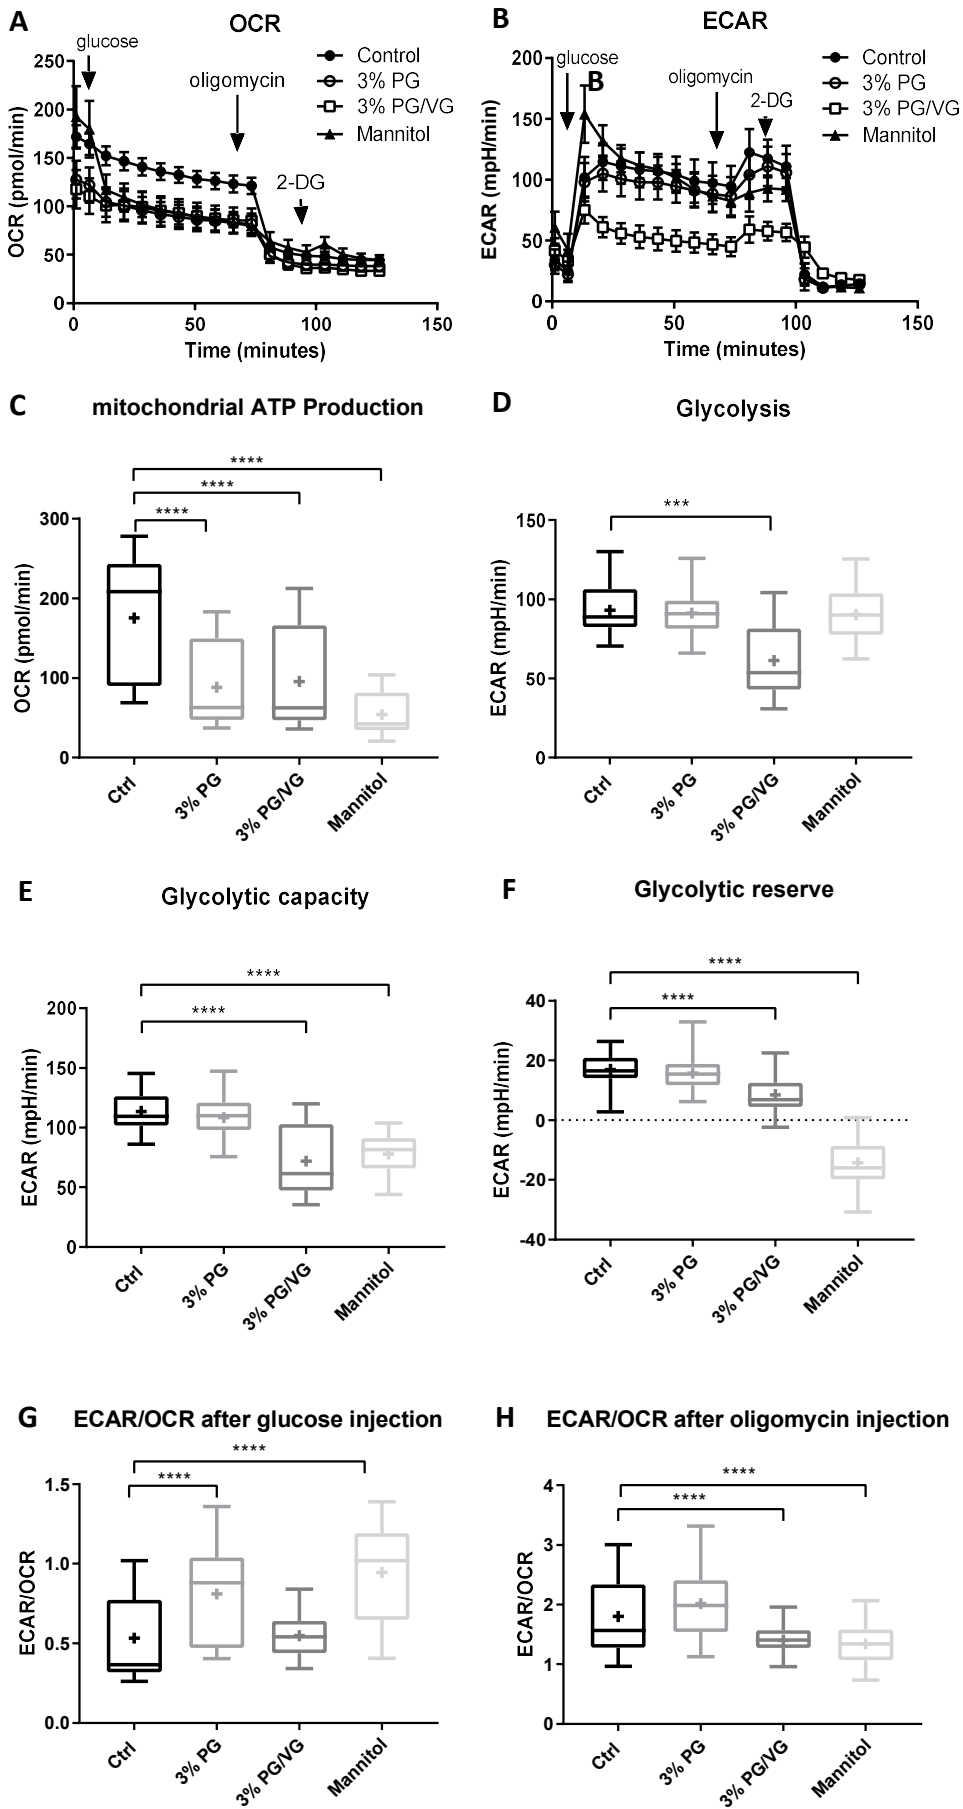 A
OCR
glucose
oligomycin
2-DG
Control
3% PG
3% PG/VG
Mannitol
OCR (pmol/min)
250
200
150
100
50
0
0 50 100 150
Time (minutes)
B
ECAR
glucose
B
oligomycin
2-DG
Control
3% PG
3% PG/VG
Mannitol
ECAR (mpH/min)
200
150
100
50
0
0 50 100 150
Time (minutes)
C
mitochondrial ATP Production
****
****
****
OCR (pmol/min)
300
200
100
0
Ctrl
3% PG
3% PG/VG
Mannitol
D
Glycolysis
***
ECAR (mpH/min)
150
100
50
0
Ctrl
3% PG
3% PG/VG
Mannitol
E
Glycolytic capacity
****
****
ECAR (mpH/min)
200
150
100
50
0
Ctrl
3% PG
3% PG/VG
Mannitol
F
Glycolytic reserve
****
****
ECAR (mpH/min)
40
20
0
-20
-40
Ctrl
3% PG
3% PG/VG
Mannitol
G
ECAR/OCR after glucose injection
****
****
ECAR/OCR
1.5
1.0
0.5
0.0
Ctrl
3% PG
3% PG/VG
Mannitol
H
ECAR/OCR after oligomycin injection
****
****
ECAR/OCR
4
3
2
1
0
Ctrl
3% PG
3% PG/VG
Mannitol